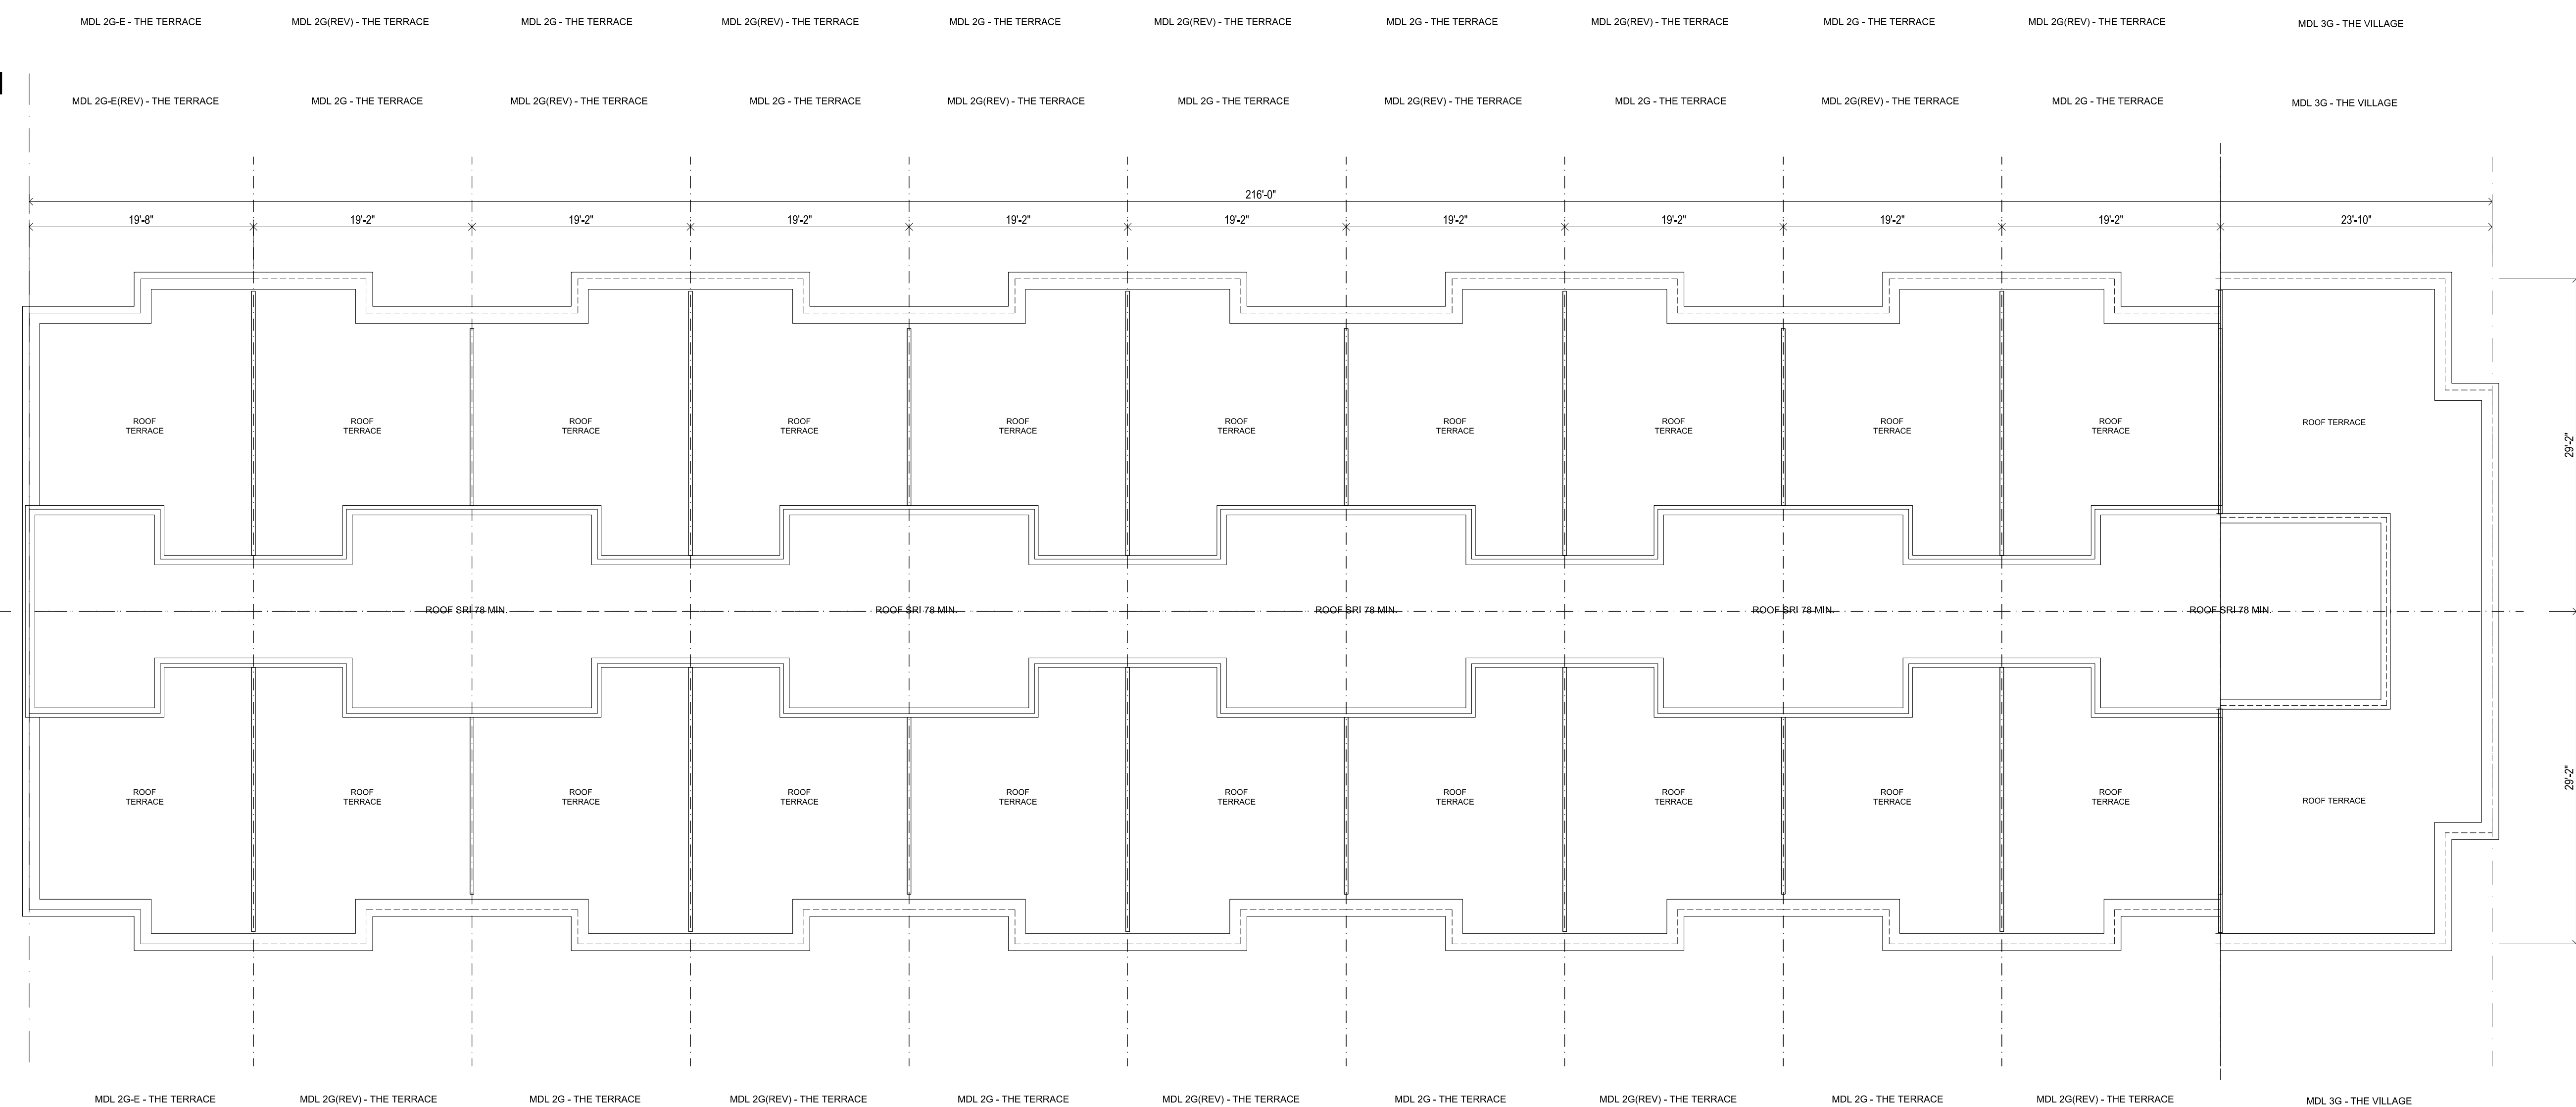 MDL 2G-E - THE TERRACE MDL 2G(REV) - THE TERRACE MDL 2G - THE TERRACE MDL 2G(REV) - THE TERRACE MDL 2G - THE TERRACE MDL 2G(REV) - THE TERRACE MDL 2G - THE TERRACE MDL 2G(REV) - THE TERRACE MDL 2G - THE TERRACE MDL 2G(REV) - THE TERRACE MDL 3G - THE VILLAGE
MDL 2G-E(REV) - THE TERRACE MDL 2G - THE TERRACE MDL 2G(REV) - THE TERRACE MDL 2G - THE TERRACE MDL 2G(REV) - THE TERRACE MDL 2G - THE TERRACE MDL 2G(REV) - THE TERRACE MDL 2G - THE TERRACE MDL 2G(REV) - THE TERRACE MDL 2G - THE TERRACE MDL 3G - THE VILLAGE
216'-0"
19'-8" 19'-2" 19'-2" 19'-2" 19'-2" 19'-2" 19'-2" 19'-2" 19'-2" 19'-2" 23'-10"
ROOF ROOF ROOF ROOF ROOF ROOF ROOF ROOF ROOF ROOF ROOF TERRACE
TERRACE TERRACE TERRACE TERRACE TERRACE TERRACE TERRACE TERRACE TERRACE TERRACE
29'-2"
ROOF SRI 78 MIN. ROOF SRI 78 MIN. ROOF SRI 78 MIN. ROOF SRI 78 MIN. ROOF SRI 78 MIN.
29'-2"
ROOF ROOF ROOF ROOF ROOF ROOF ROOF ROOF ROOF ROOF ROOF TERRACE
TERRACE TERRACE TERRACE TERRACE TERRACE TERRACE TERRACE TERRACE TERRACE TERRACE
MDL 2G-E - THE TERRACE MDL 2G(REV) - THE TERRACE MDL 2G - THE TERRACE MDL 2G(REV) - THE TERRACE MDL 2G - THE TERRACE MDL 2G(REV) - THE TERRACE MDL 2G - THE TERRACE MDL 2G(REV) - THE TERRACE MDL 2G - THE TERRACE MDL 2G(REV) - THE TERRACE MDL 3G - THE VILLAGE